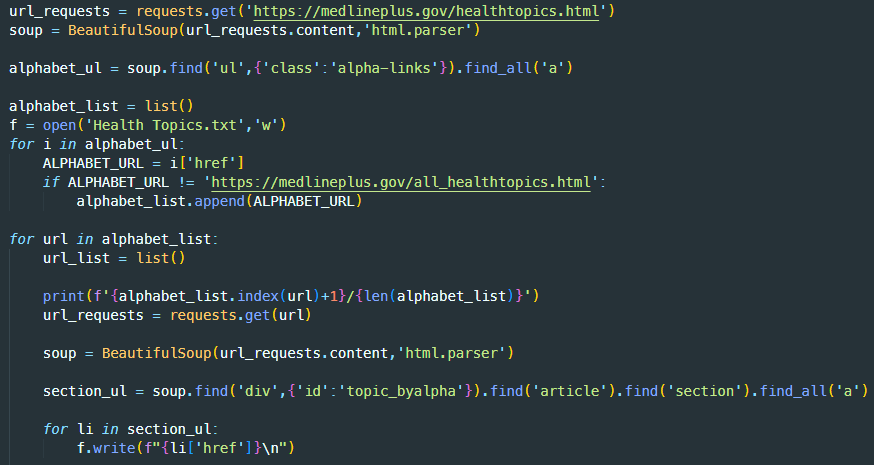 url_requests = requests.get('https://medlineplus.gov/healthtopics.html')
soup = BeautifulSoup(url_requests.content,'html.parser')

alphabet_ul = soup.find('ul',{'class':'alpha-links'}).find_all('a')

alphabet_list = list()
f = open('Health Topics.txt','w')
for i in alphabet_ul:
    ALPHABET_URL = i['href']
    if ALPHABET_URL != 'https://medlineplus.gov/all_healthtopics.html':
        alphabet_list.append(ALPHABET_URL)

for url in alphabet_list:
    url_list = list()

    print(f'{alphabet_list.index(url)+1}/{len(alphabet_list)}')
    url_requests = requests.get(url)

    soup = BeautifulSoup(url_requests.content,'html.parser')

    section_ul = soup.find('div',{'id':'topic_byalpha'}).find('article').find('section').find_all('a')

    for li in section_ul:
        f.write(f"{li['href']}\n")